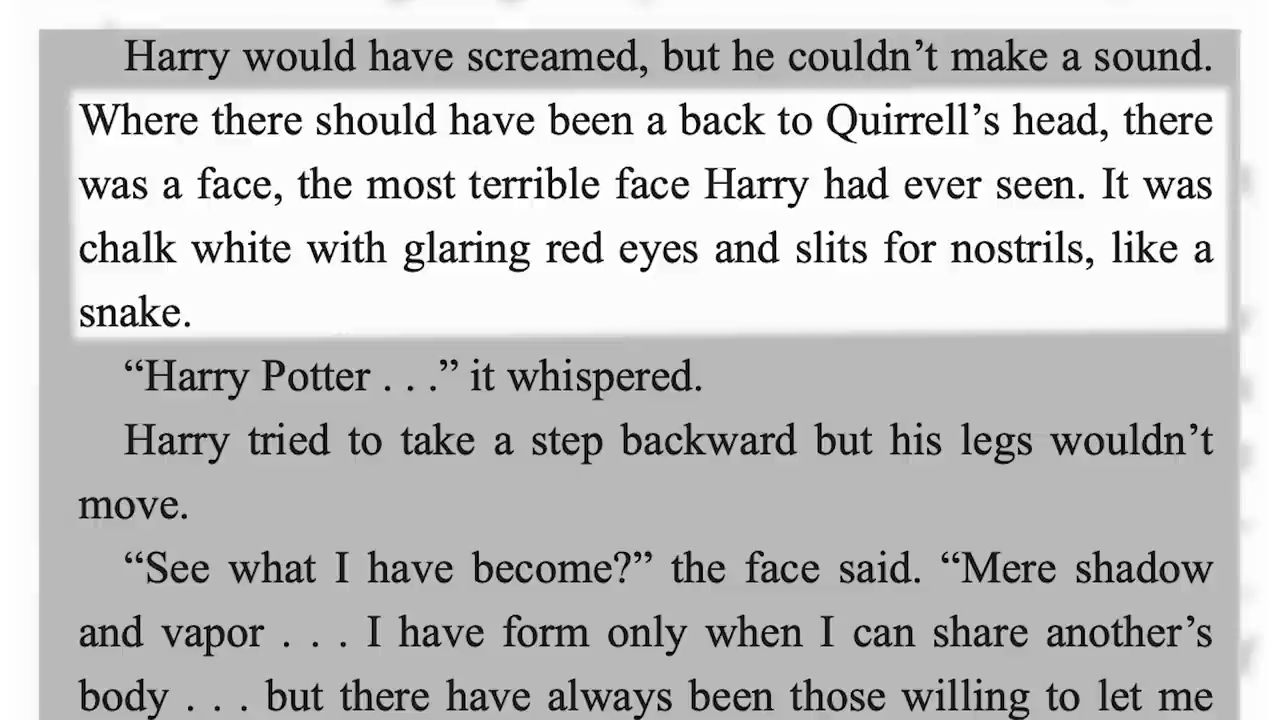 Harry would have screamed, but he couldn’t make a sound.
Where there should have been a back to Quirrell’s head, there
was a face, the most terrible face Harry had ever seen. It was
chalk white with glaring red eyes and slits for nostrils, like a
snake.
“Harry Potter . . .” it whispered.
Harry tried to take a step backward but his legs wouldn’t
move.
“See what I have become?” the face said. “Mere shadow
and vapor . . . I have form only when I can share another’s
body . . . but there have always been those willing to let me